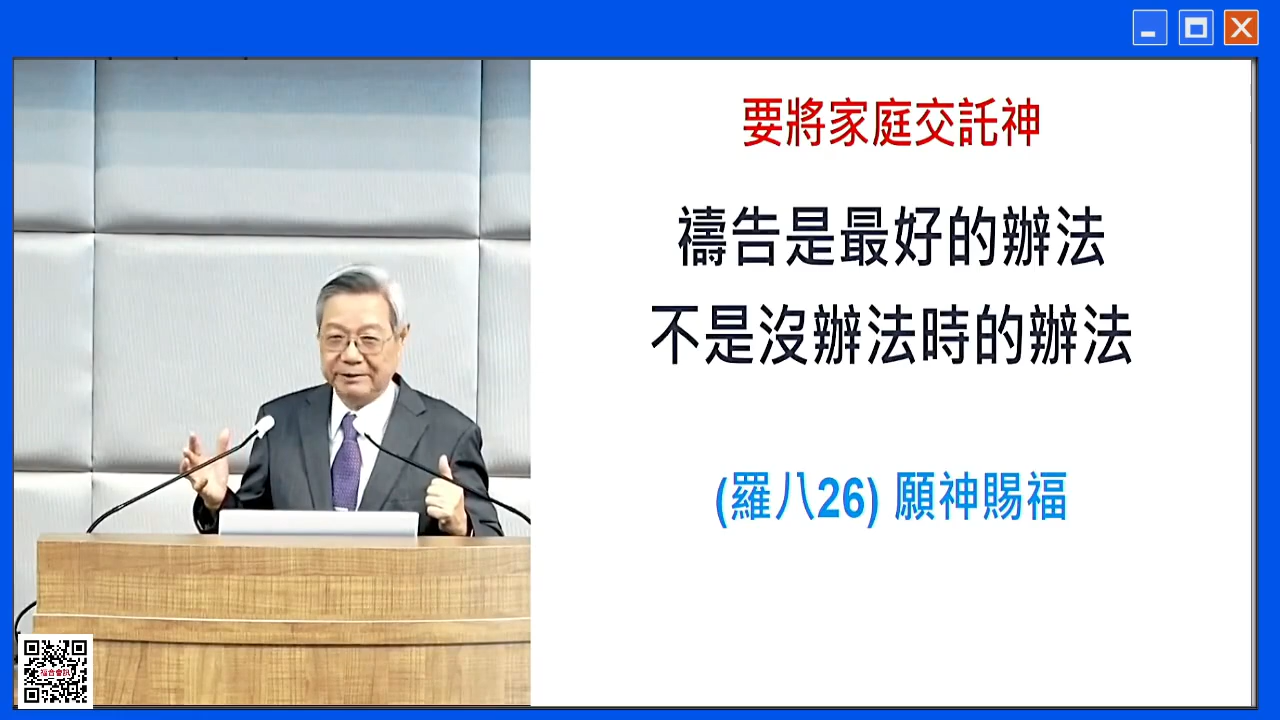 要將家庭交託神
禱告是最好的辦法
不是沒辦法時的辦法
(羅八26) 願神賜福